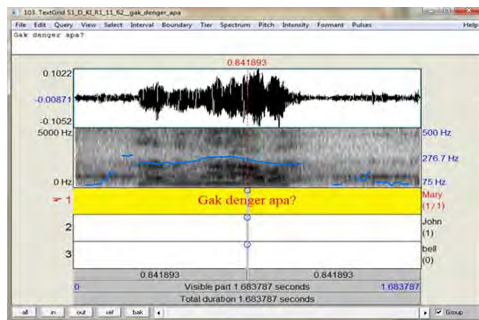 103. TextGrid S1_D_KI_R1_11_62__gak_denger_apa
File Edit Query View Select Interval Boundary Tier Spectrum Pitch Intensity Formant Pulses Help
Gak denger apa?
0.841893
0.1022
-0.00871
-0.1052
5000 Hz
500 Hz
276.7 Hz
0 Hz
75 Hz
1 Gak denger apa? Mary
(1/1)
2 John
(1)
3 bell
(0)
0.841893 0.841893
0 Visible part 1.683787 seconds 1.683787
Total duration 1.683787 seconds
all in out sel bak Group